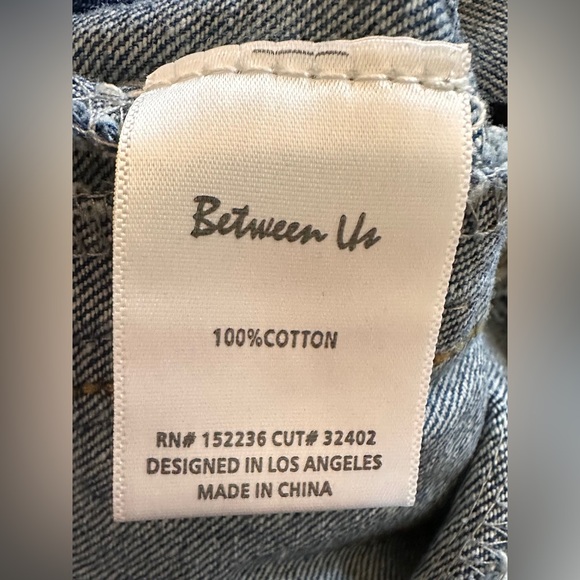 Between Us
100%COTTON
RN# 152236 CUT# 32402
DESIGNED IN LOS ANGELES
MADE IN CHINA